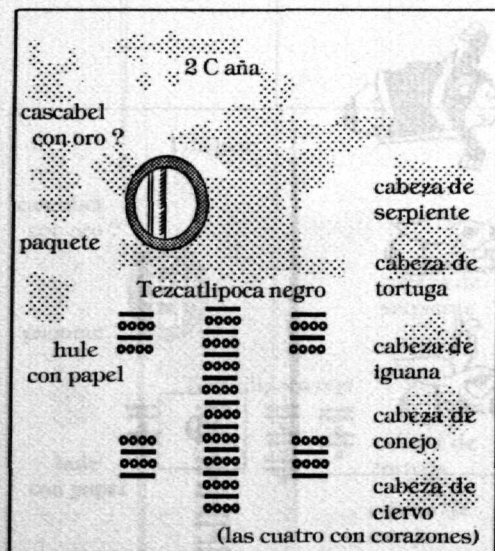 2 C aña
cascabel
con oro ?
paquete
Tezcatlipoca negro
hule
con papel
cabeza de
serpiente
cabeza de
tortuga
cabeza de
iguana
cabeza de
conejo
cabeza de
ciervo
(las cuatro con corazones)